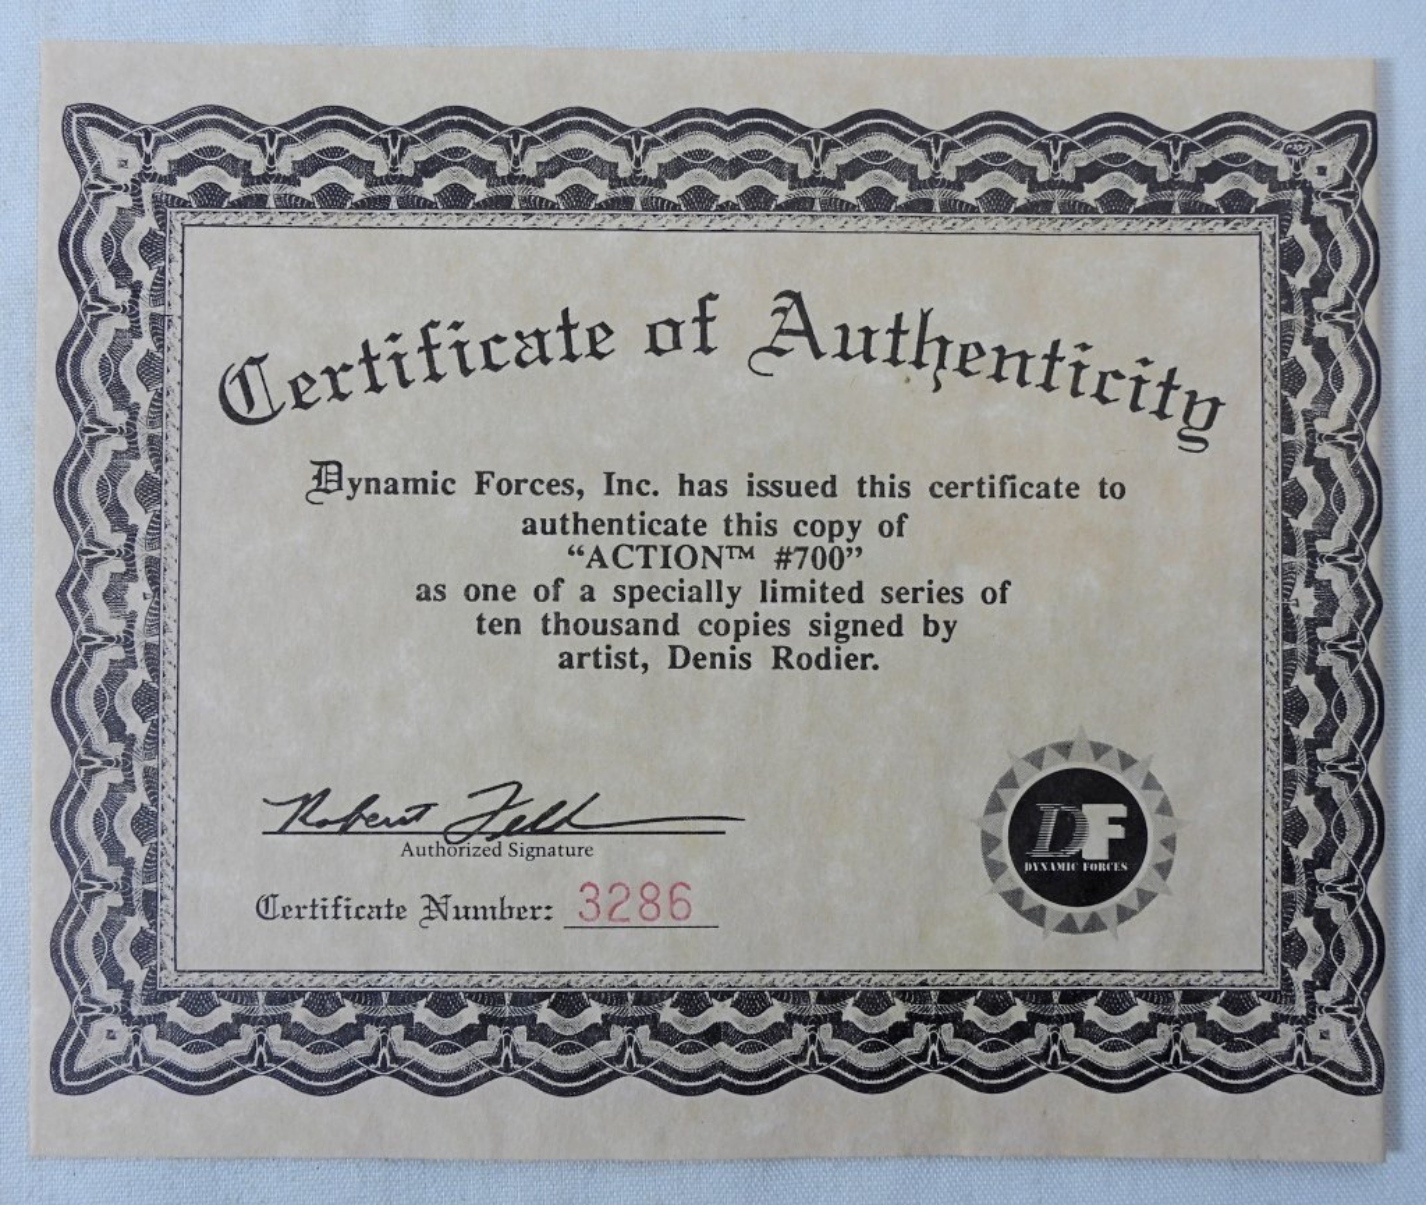 Certificate of Authenticity
Dynamic Forces, Inc. has issued this certificate to
authenticate this copy of
“ACTION™ #700”
as one of a specially limited series of
ten thousand copies signed by
artist, Denis Rodier.
Robert Feld
Authorized Signature
Certificate Number: 3286
DF
DYNAMIC FORCES